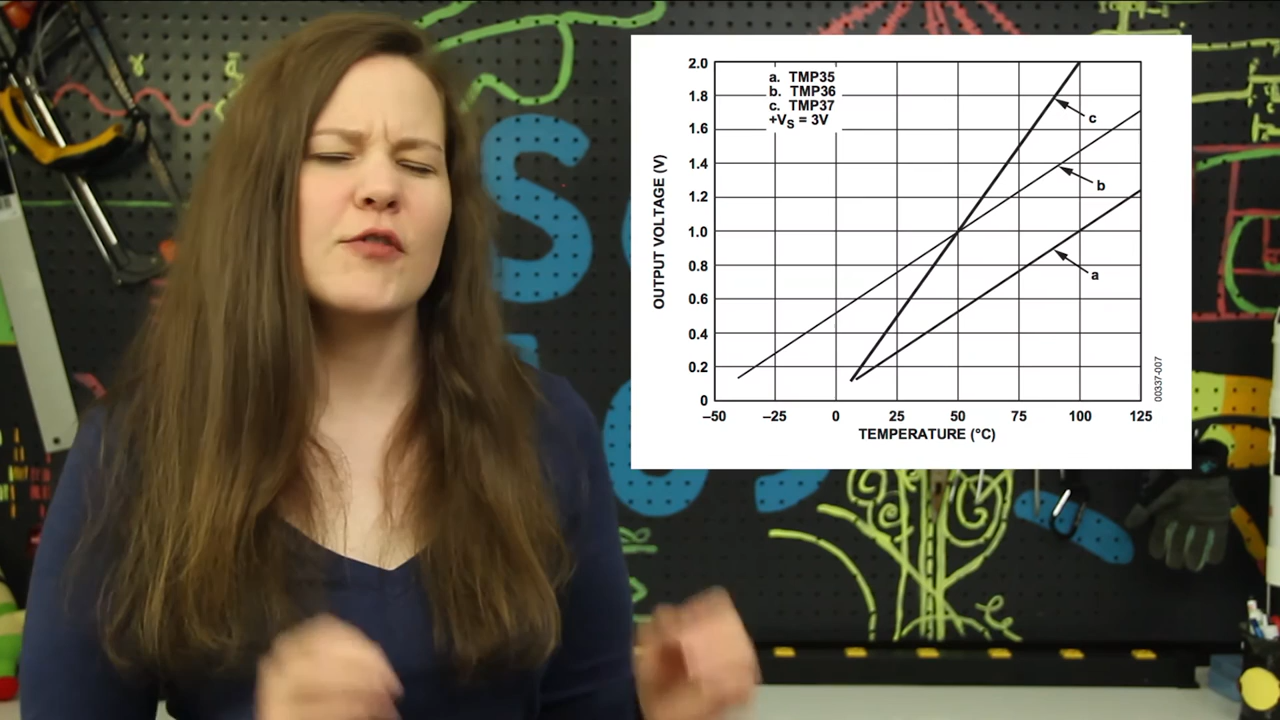 2.0
1.8
1.6
1.4
1.2
1.0
0.8
0.6
0.4
0.2
0
OUTPUT VOLTAGE (V)
a. TMP35
b. TMP36
c. TMP37
+VS = 3V
c
b
a
–50 –25 0 25 50 75 100 125
TEMPERATURE (°C)
00337-007